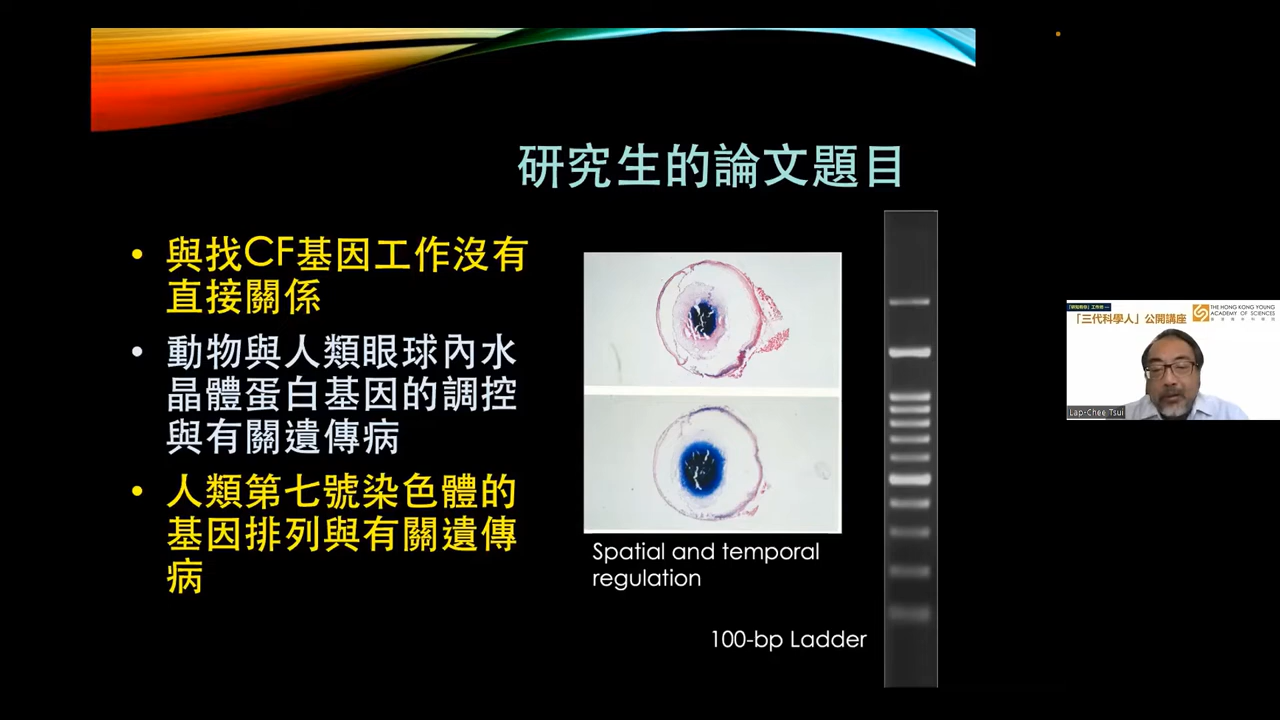 研究生的論文題目
• 與找CF基因工作沒有
直接關係
• 動物與人類眼球內水
晶體蛋白基因的調控
與有關遺傳病
• 人類第七號染色體的
基因排列與有關遺傳
病
Spatial and temporal
regulation
100-bp Ladder
「三代科學人」公開講座
THE HONG KONG YOUNG
ACADEMY OF SCIENCES
Lap-Chee Tsui